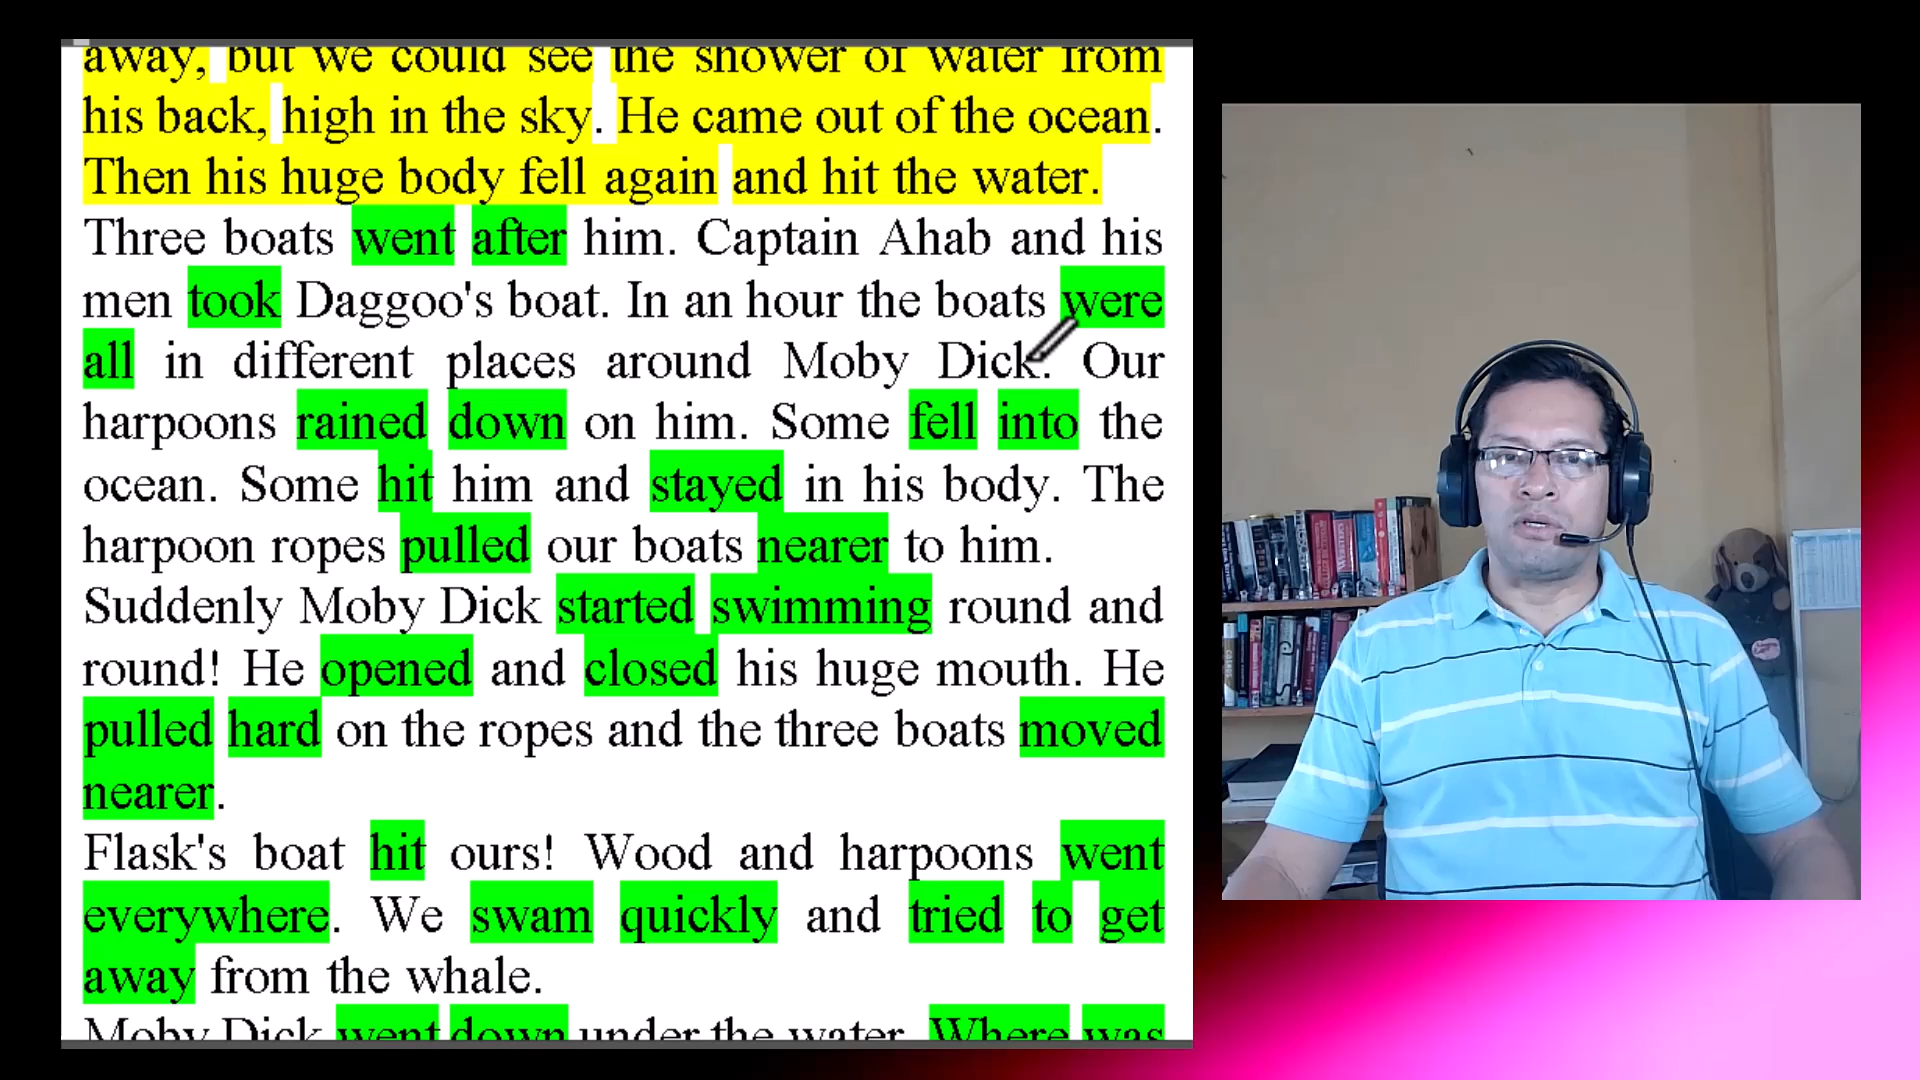 away, but we could see the shower of water from
his back, high in the sky. He came out of the ocean.
Then his huge body fell again and hit the water.
Three boats went after him. Captain Ahab and his
men took Daggoo's boat. In an hour the boats were
all in different places around Moby Dick. Our
harpoons rained down on him. Some fell into the
ocean. Some hit him and stayed in his body. The
harpoon ropes pulled our boats nearer to him.
Suddenly Moby Dick started swimming round and
round! He opened and closed his huge mouth. He
pulled hard on the ropes and the three boats moved
nearer.
Flask's boat hit ours! Wood and harpoons went
everywhere. We swam quickly and tried to get
away from the whale.
Moby Dick went down under the water. Where was